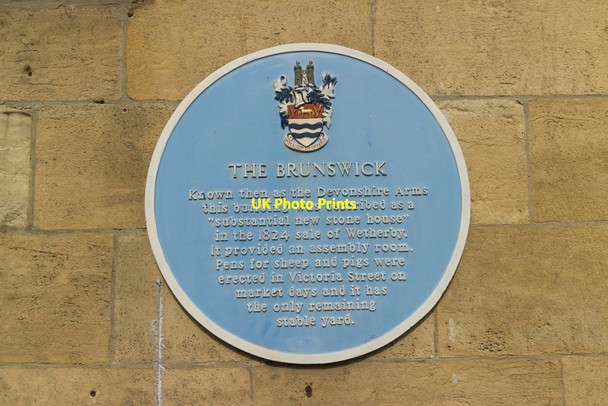 THE BRUNSWICK
Known then as the Devonshire Arms
this
UK Photo Prints
as a
"substantial new stone house"
in the 1824 sale of Wetherby.
It provided an assembly room.
Pens for sheep and pigs were
erected in Victoria Street on
market days and it has
the only remaining
stable yard.